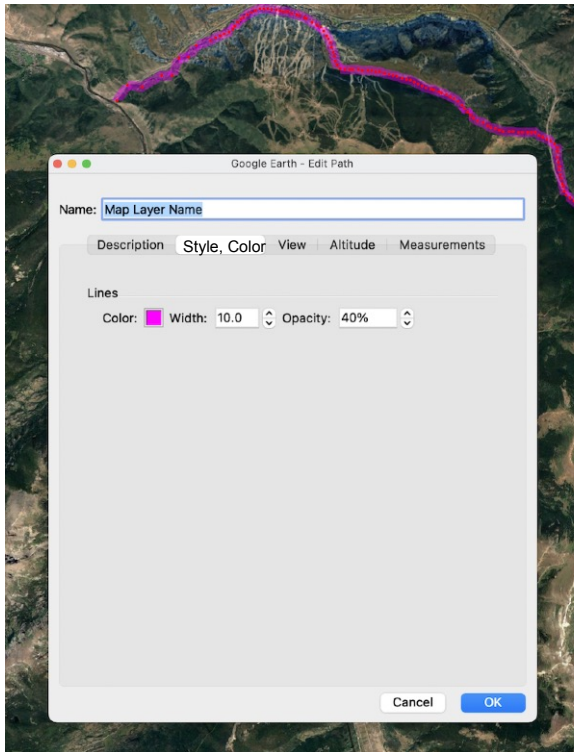 Google Earth - Edit Path
Name: Map Layer Name
Description Style, Color View Altitude Measurements
Lines
Color: Width: 10.0 Opacity: 40%
Cancel OK